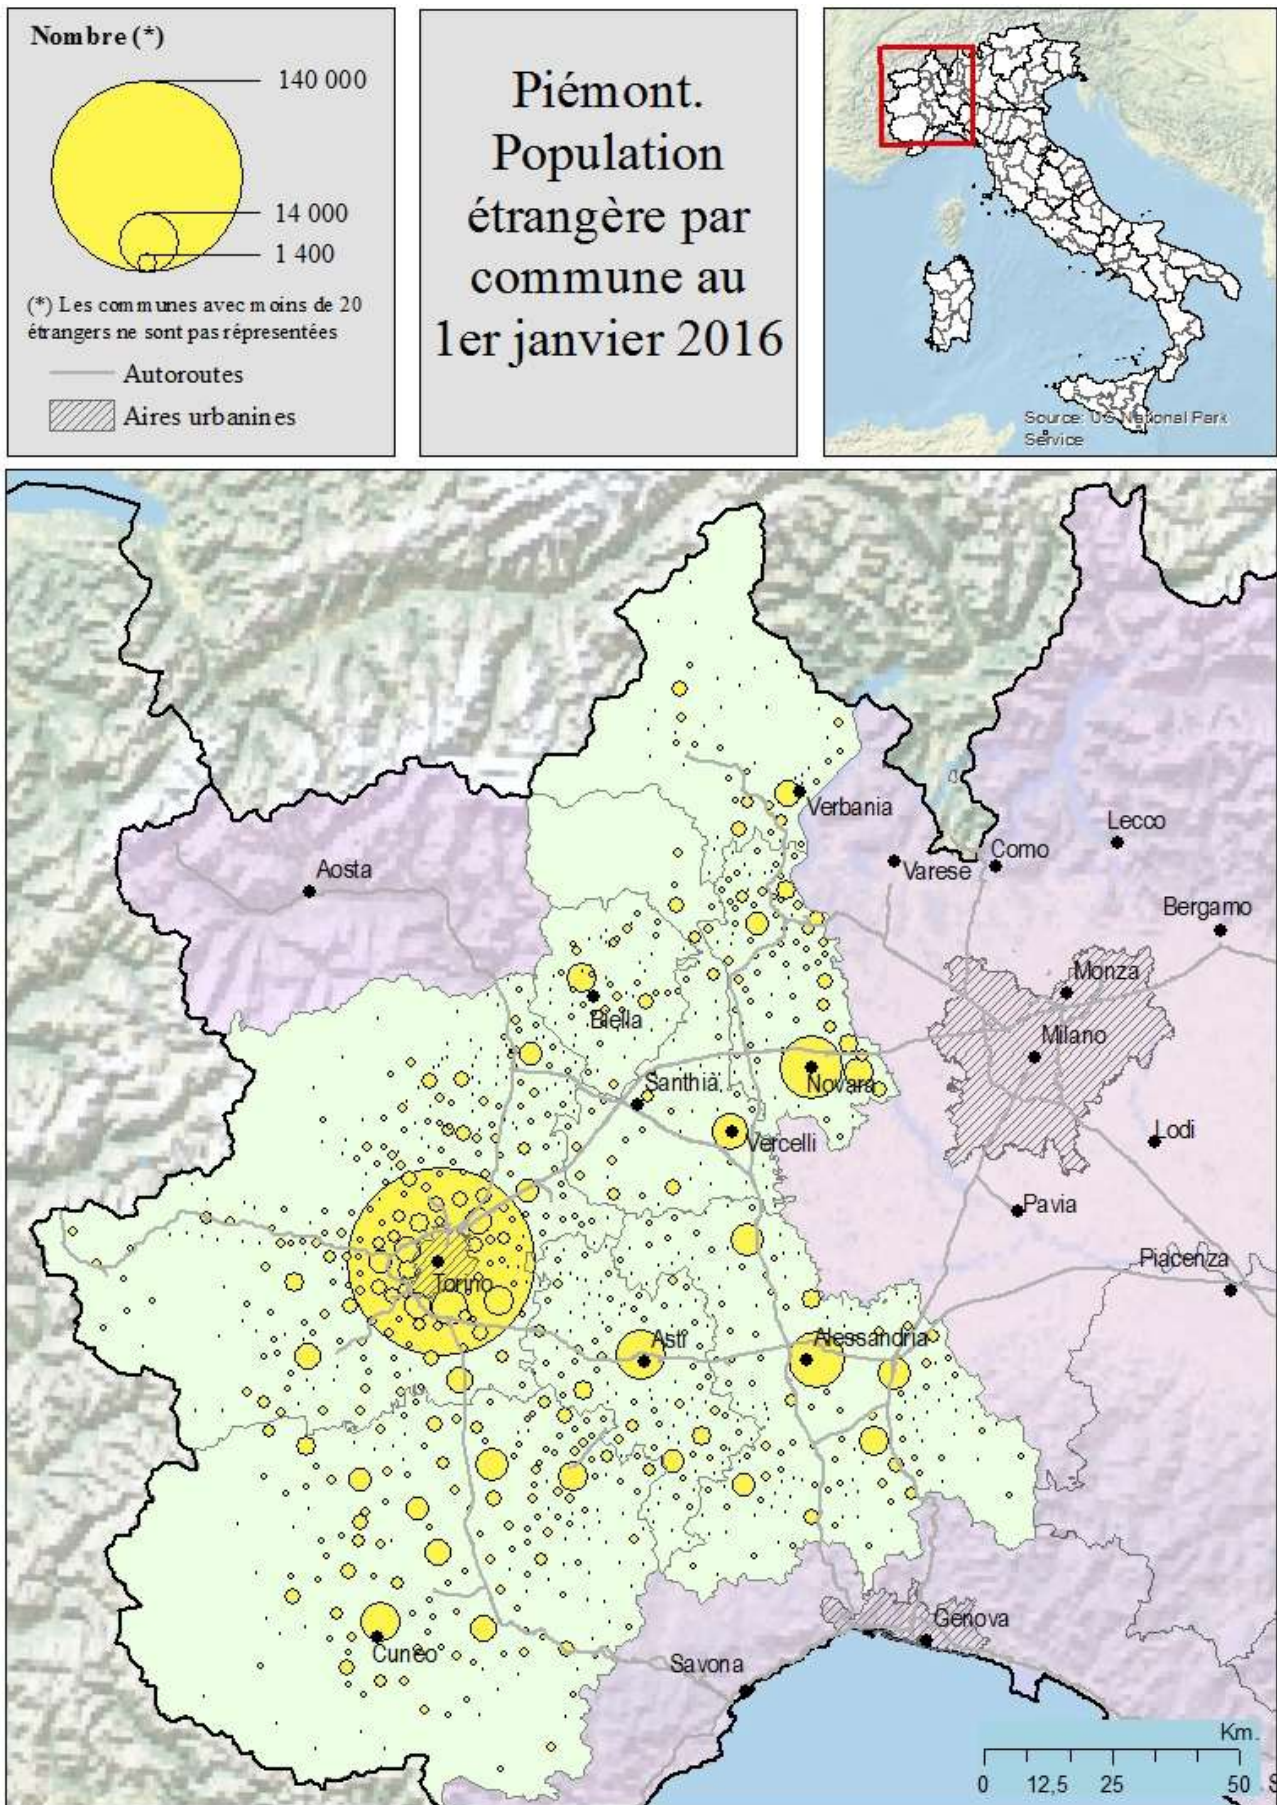 Nombre (*)
140 000
14 000
1 400
(*) Les communes avec moins de 20
étrangers ne sont pas répresentées
Autoroutes
Aires urbanines
Piémont.
Population
étrangère par
commune au
1er janvier 2016
Source: US National Park
Service
Verbania
Lecco
Como
Varese
Aosta
Bergamo
Monza
Biella
Milano
Santhià
Novara
Vercelli
Lodi
Pavia
Piacenza
Torino
Asti
Alessandria
Genova
Cuneo
Savona
Km.
0 12,5 25 50